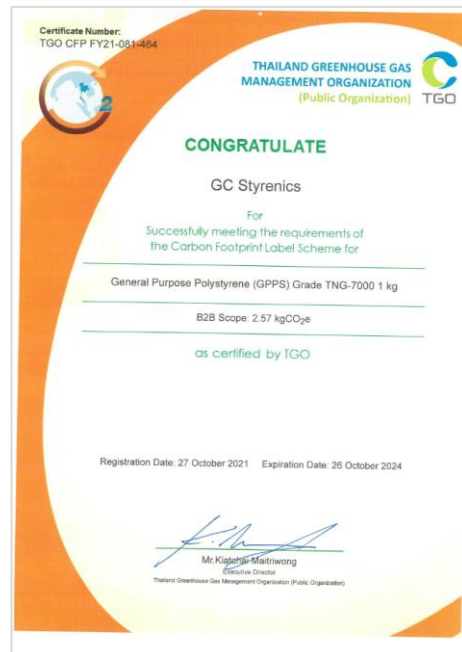 Certificate Number:
TGO CFP FY21-081-464
2
THAILAND GREENHOUSE GAS
MANAGEMENT ORGANIZATION
(Public Organization)
TGO
CONGRATULATE
GC Styrenics
For
Successfully meeting the requirements of
the Carbon Footprint Label Scheme for
General Purpose Polystyrene (GPPS) Grade TNG-7000 1 kg
B2B Scope: 2.57 kgCO₂e
as certified by TGO
Registration Date: 27 October 2021 Expiration Date: 26 October 2024
Mr.Kiatchai Maitriwong
Executive Director
Thailand Greenhouse Gas Management Organization (Public Organization)